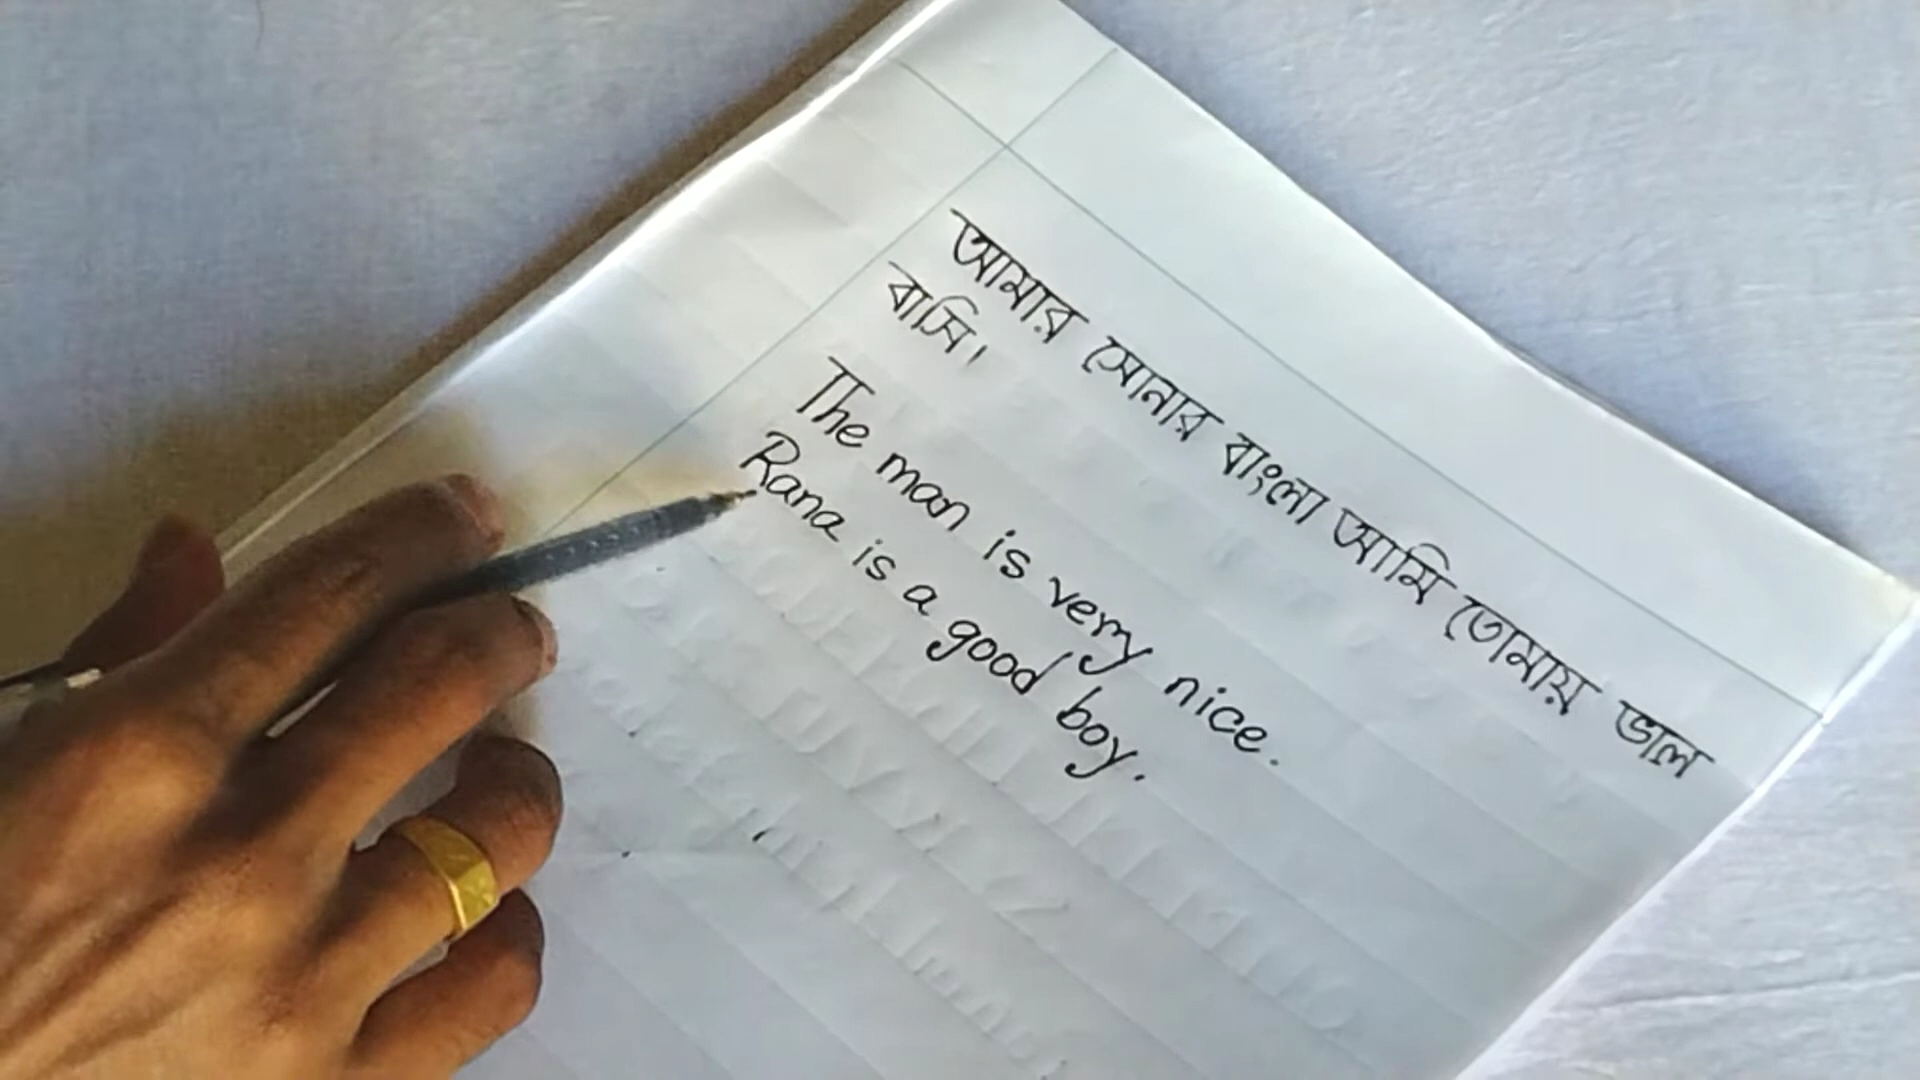 আমার সোনার বাংলা আমি তোমায় ভাল
বাসি।
The man is very nice.
Rana is a good boy.